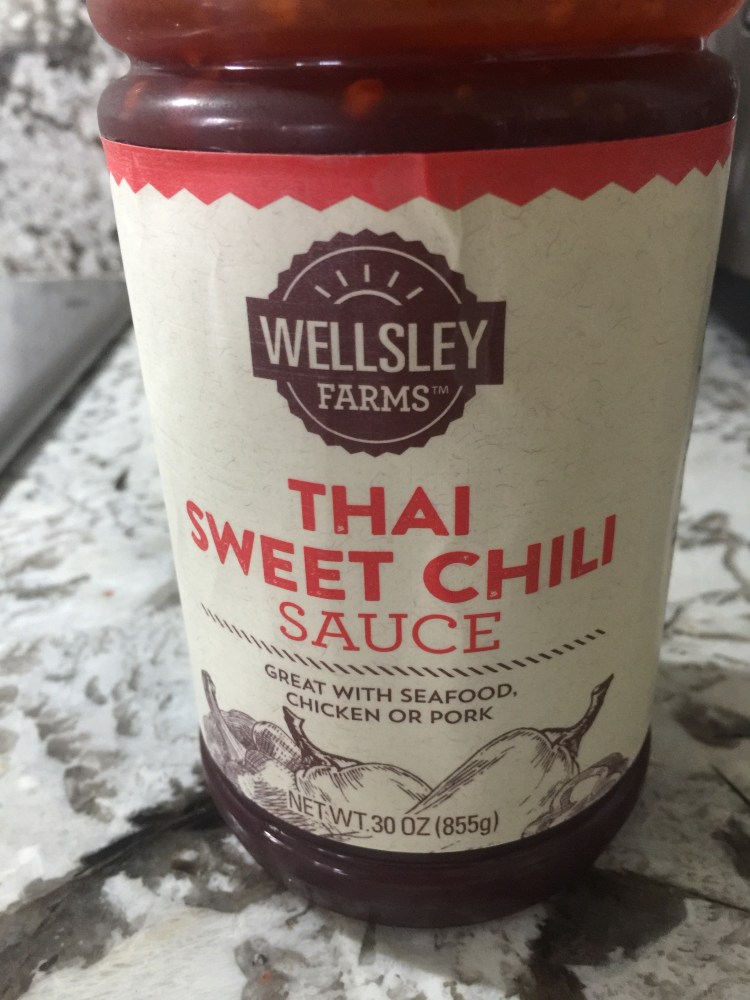 WELLSLEY
FARMS™
THAI
SWEET CHILI
SAUCE
GREAT WITH SEAFOOD,
CHICKEN OR PORK
NET WT.30 OZ (855g)